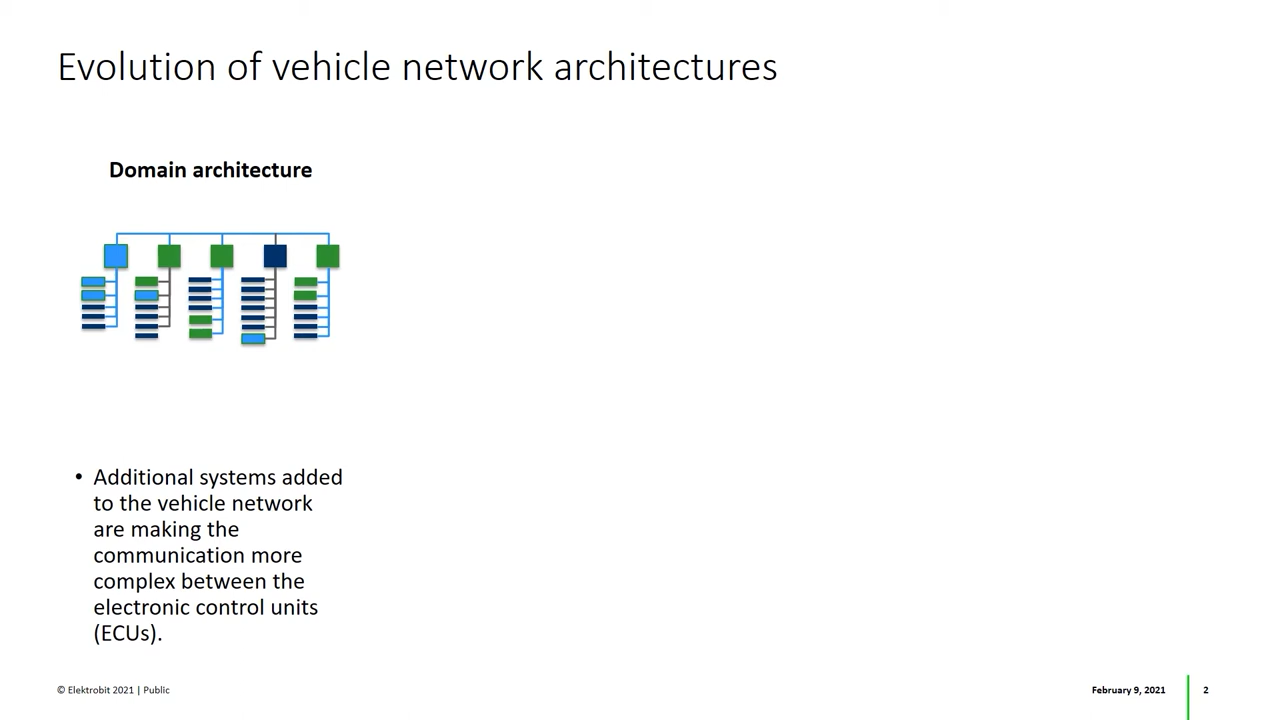 Evolution of vehicle network architectures
Domain architecture
• Additional systems added
to the vehicle network
are making the
communication more
complex between the
electronic control units
(ECUs).
© Elektrobit 2021 | Public
February 9, 2021
2